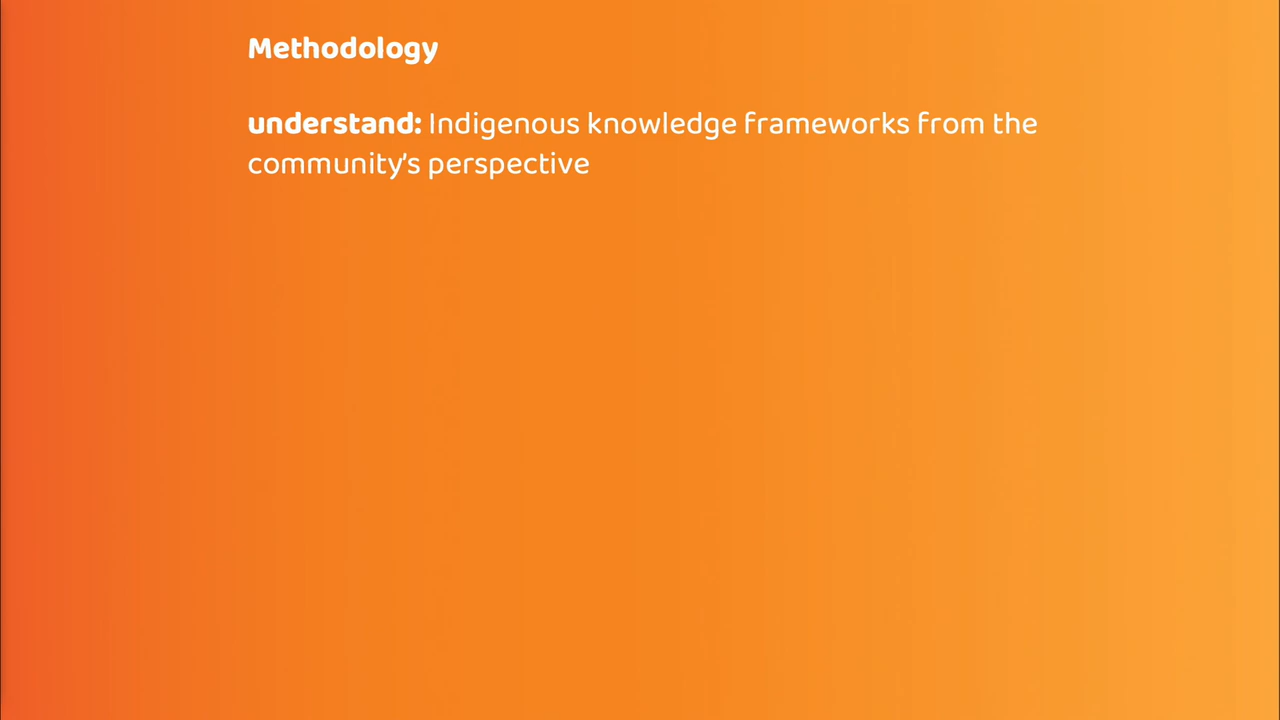 Methodology
understand: Indigenous knowledge frameworks from the
community's perspective